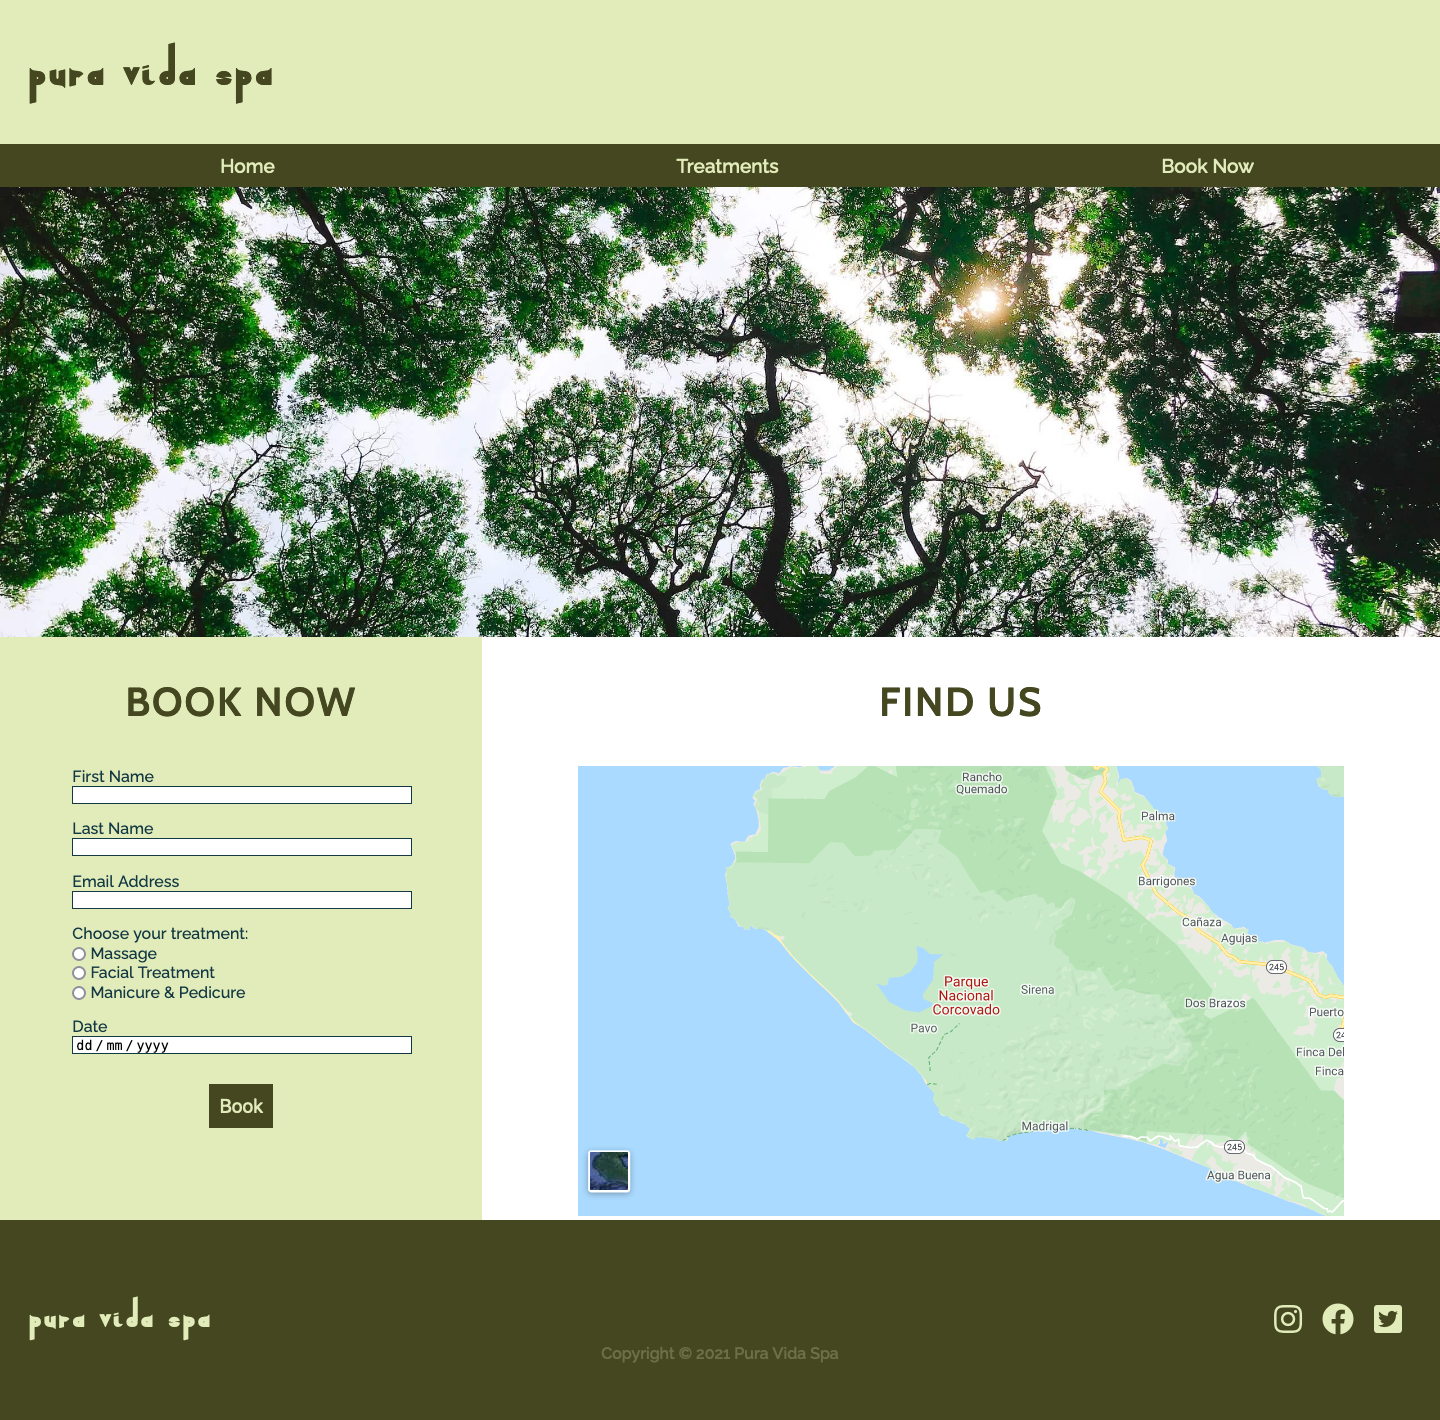 pura vida spa
Home
Treatments
Book Now
BOOK NOW
First Name
Last Name
Email Address
Choose your treatment:
Massage
Facial Treatment
Manicure & Pedicure
Date
dd / mm / yyyy
Book
FIND US
Rancho
Quemado
Palma
Barrigones
Cañaza
Agujas
245
Parque
Nacional
Corcovado
Sirena
Dos Brazos
Puerto
Pavo
24
Finca Del
Finca
Madrigal
245
Agua Buena
pura vida spa
Copyright © 2021 Pura Vida Spa